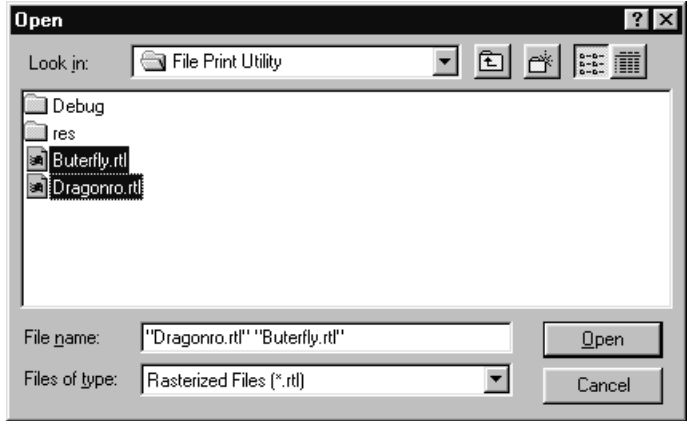 Open
Look in: File Print Utility
Debug
res
Buterfly.rtl
Dragonro.rtl
File name: "Dragonro.rtl" "Buterfly.rtl" Open
Files of type: Rasterized Files (*.rtl) Cancel